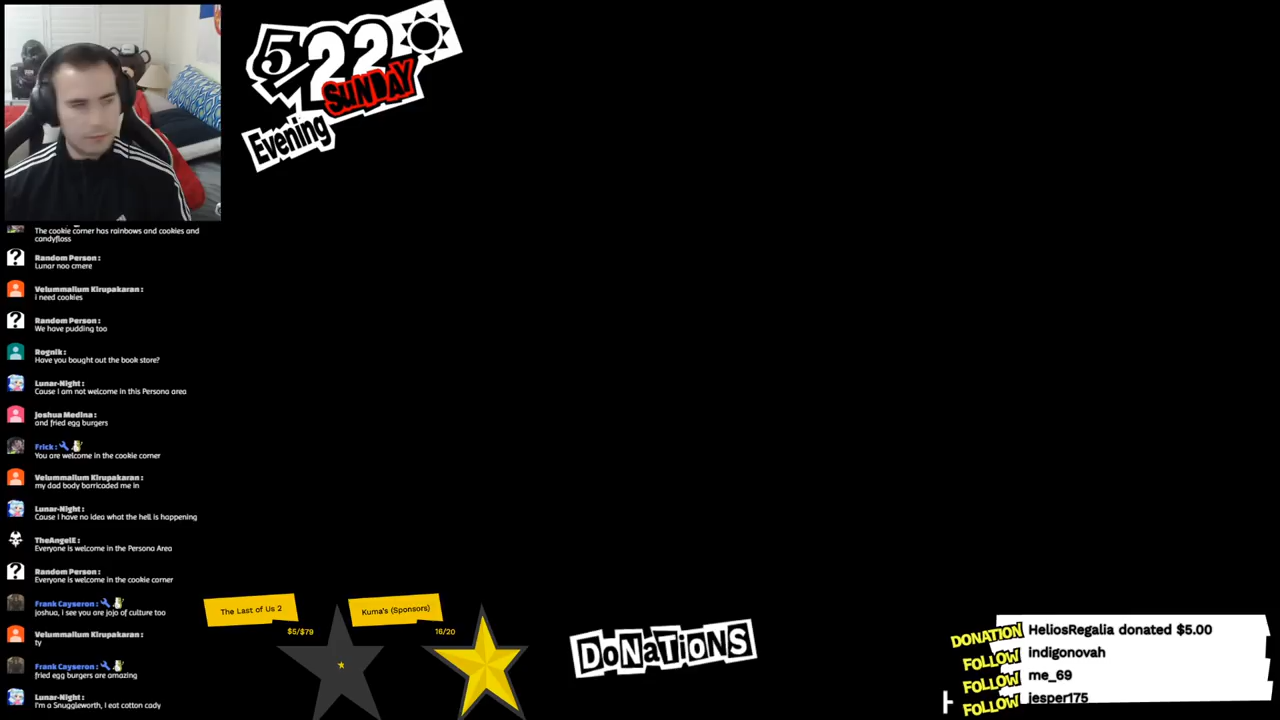 5/22
SUNDAY
Evening
The cookie corner has rainbows and cookies and
candyfloss
Random Person :
Lunar noo cmere
Velummailum Kirupakaran :
i need cookies
Random Person :
We have pudding too
Rognik :
Have you bought out the book store?
Lunar-Night :
Cause I am not welcome in this Persona area
Joshua Medina :
and fried egg burgers
Frick :
You are welcome in the cookie corner
Velummailum Kirupakaran :
my dad body barricaded me in
Lunar-Night :
Cause I have no idea what the hell is happening
TheAngelE :
Everyone is welcome in the Persona Area
Random Person :
Everyone is welcome in the cookie corner
Frank Cayseron :
joshua, i see you are jojo of culture too
Velummailum Kirupakaran :
ty
Frank Cayseron :
fried egg burgers are amazing
Lunar-Night :
I'm a Snuggleworth, I eat cotton cady
The Last of Us 2
$5/$79
Kuma's (Sponsors)
16/20
DoNaTiONS
DONATION HeliosRegalia donated $5.00
FOLLOW indigonovah
FOLLOW me_69
FOLLOW jesper175